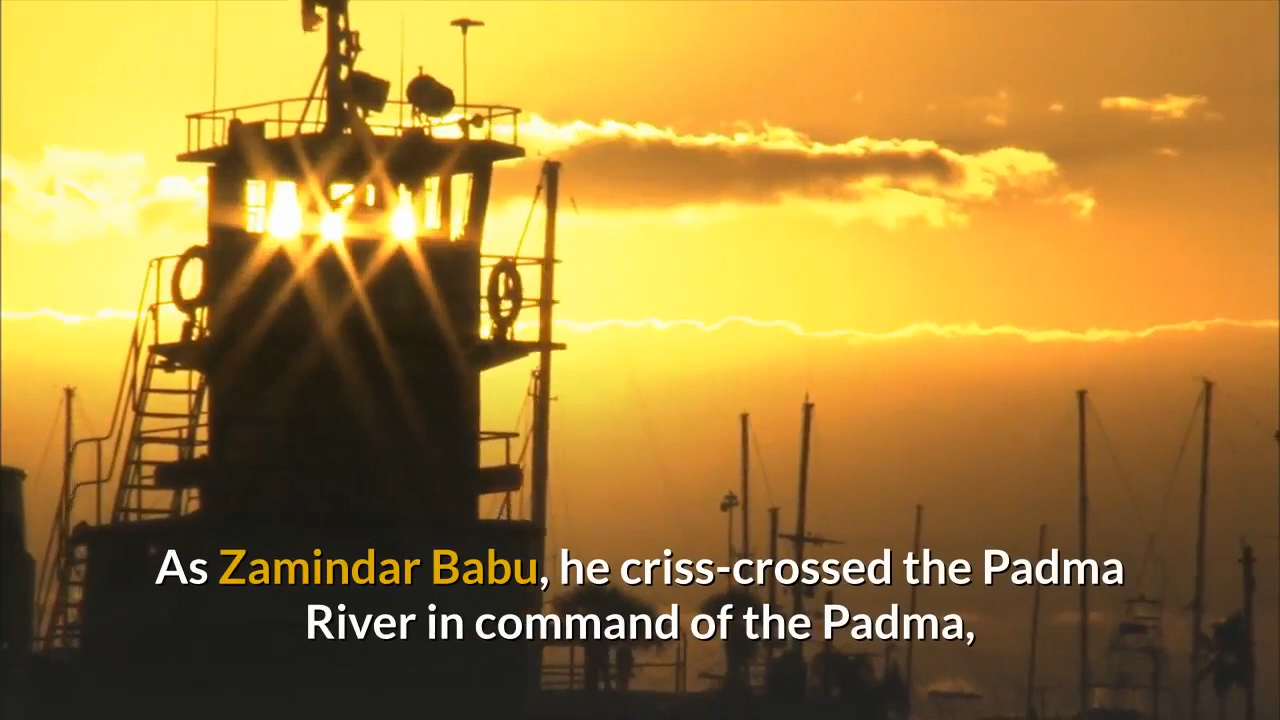 As Zamindar Babu, he criss-crossed the Padma
River in command of the Padma,